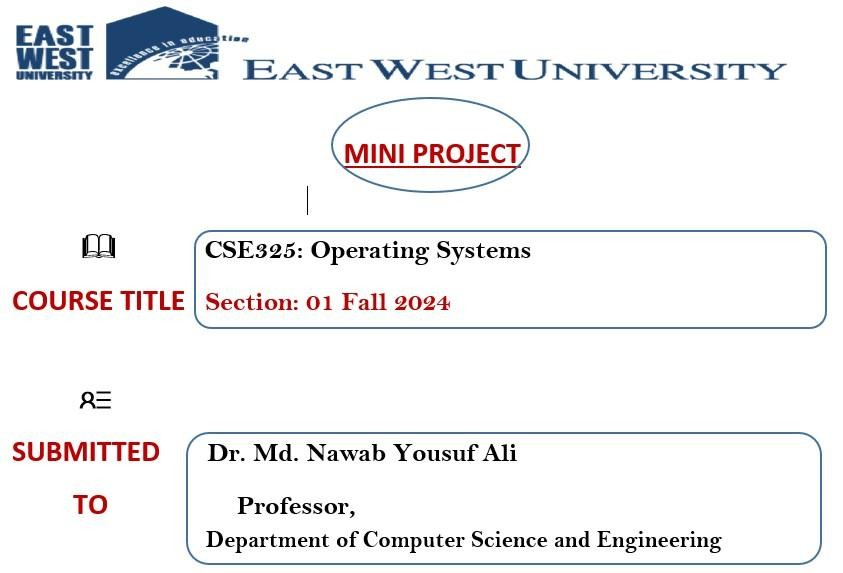 EAST
WEST
UNIVERSITY
excellence in education
EAST WEST UNIVERSITY
MINI PROJECT
COURSE TITLE
CSE325: Operating Systems
Section: 01 Fall 2024
SUBMITTED
TO
Dr. Md. Nawab Yousuf Ali
Professor,
Department of Computer Science and Engineering